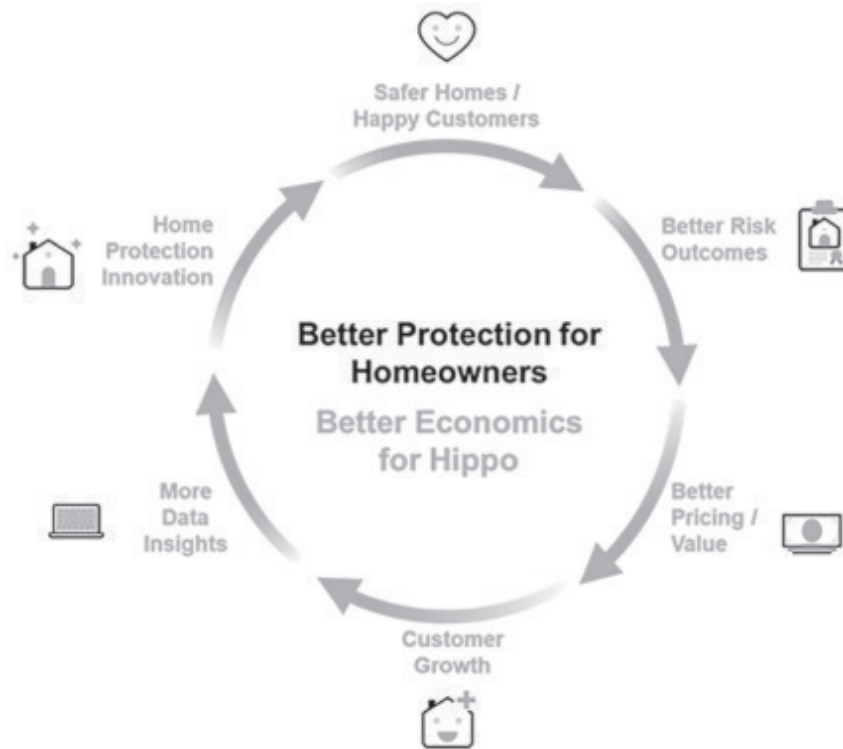 Safer Homes /
Happy Customers
Better Risk
Outcomes
Better
Pricing /
Value
Customer
Growth
More
Data
Insights
Home
Protection
Innovation
Better Protection for
Homeowners
Better Economics
for Hippo